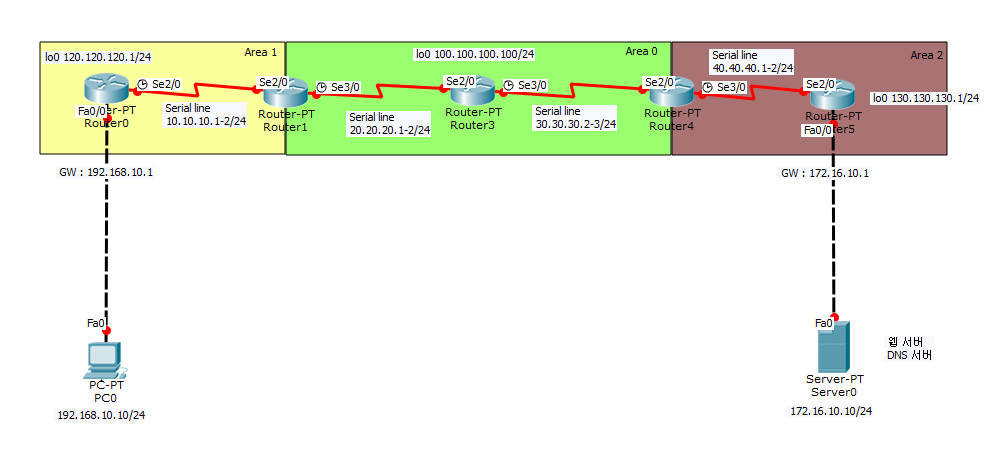 lo0 120.120.120.1/24
Area 1
lo0 100.100.100.100/24
Area 0
Serial line
40.40.40.1-2/24
Area 2
Se2/0
Se2/0
Se3/0
Se2/0
Se3/0
Se2/0
Se3/0
Se2/0
lo0 130.130.130.1/24
Fa0/0
Router0
Serial line
10.10.10.1-2/24
Router-PT
Router1
Serial line
20.20.20.1-2/24
Router-PT
Router3
Serial line
30.30.30.2-3/24
Router-PT
Router4
Router-PT
Fa0/0
GW : 192.168.10.1
GW : 172.16.10.1
Fa0
PC-PT
PC0
192.168.10.10/24
Fa0
Server-PT
Server0
172.16.10.10/24
웹 서버
DNS 서버